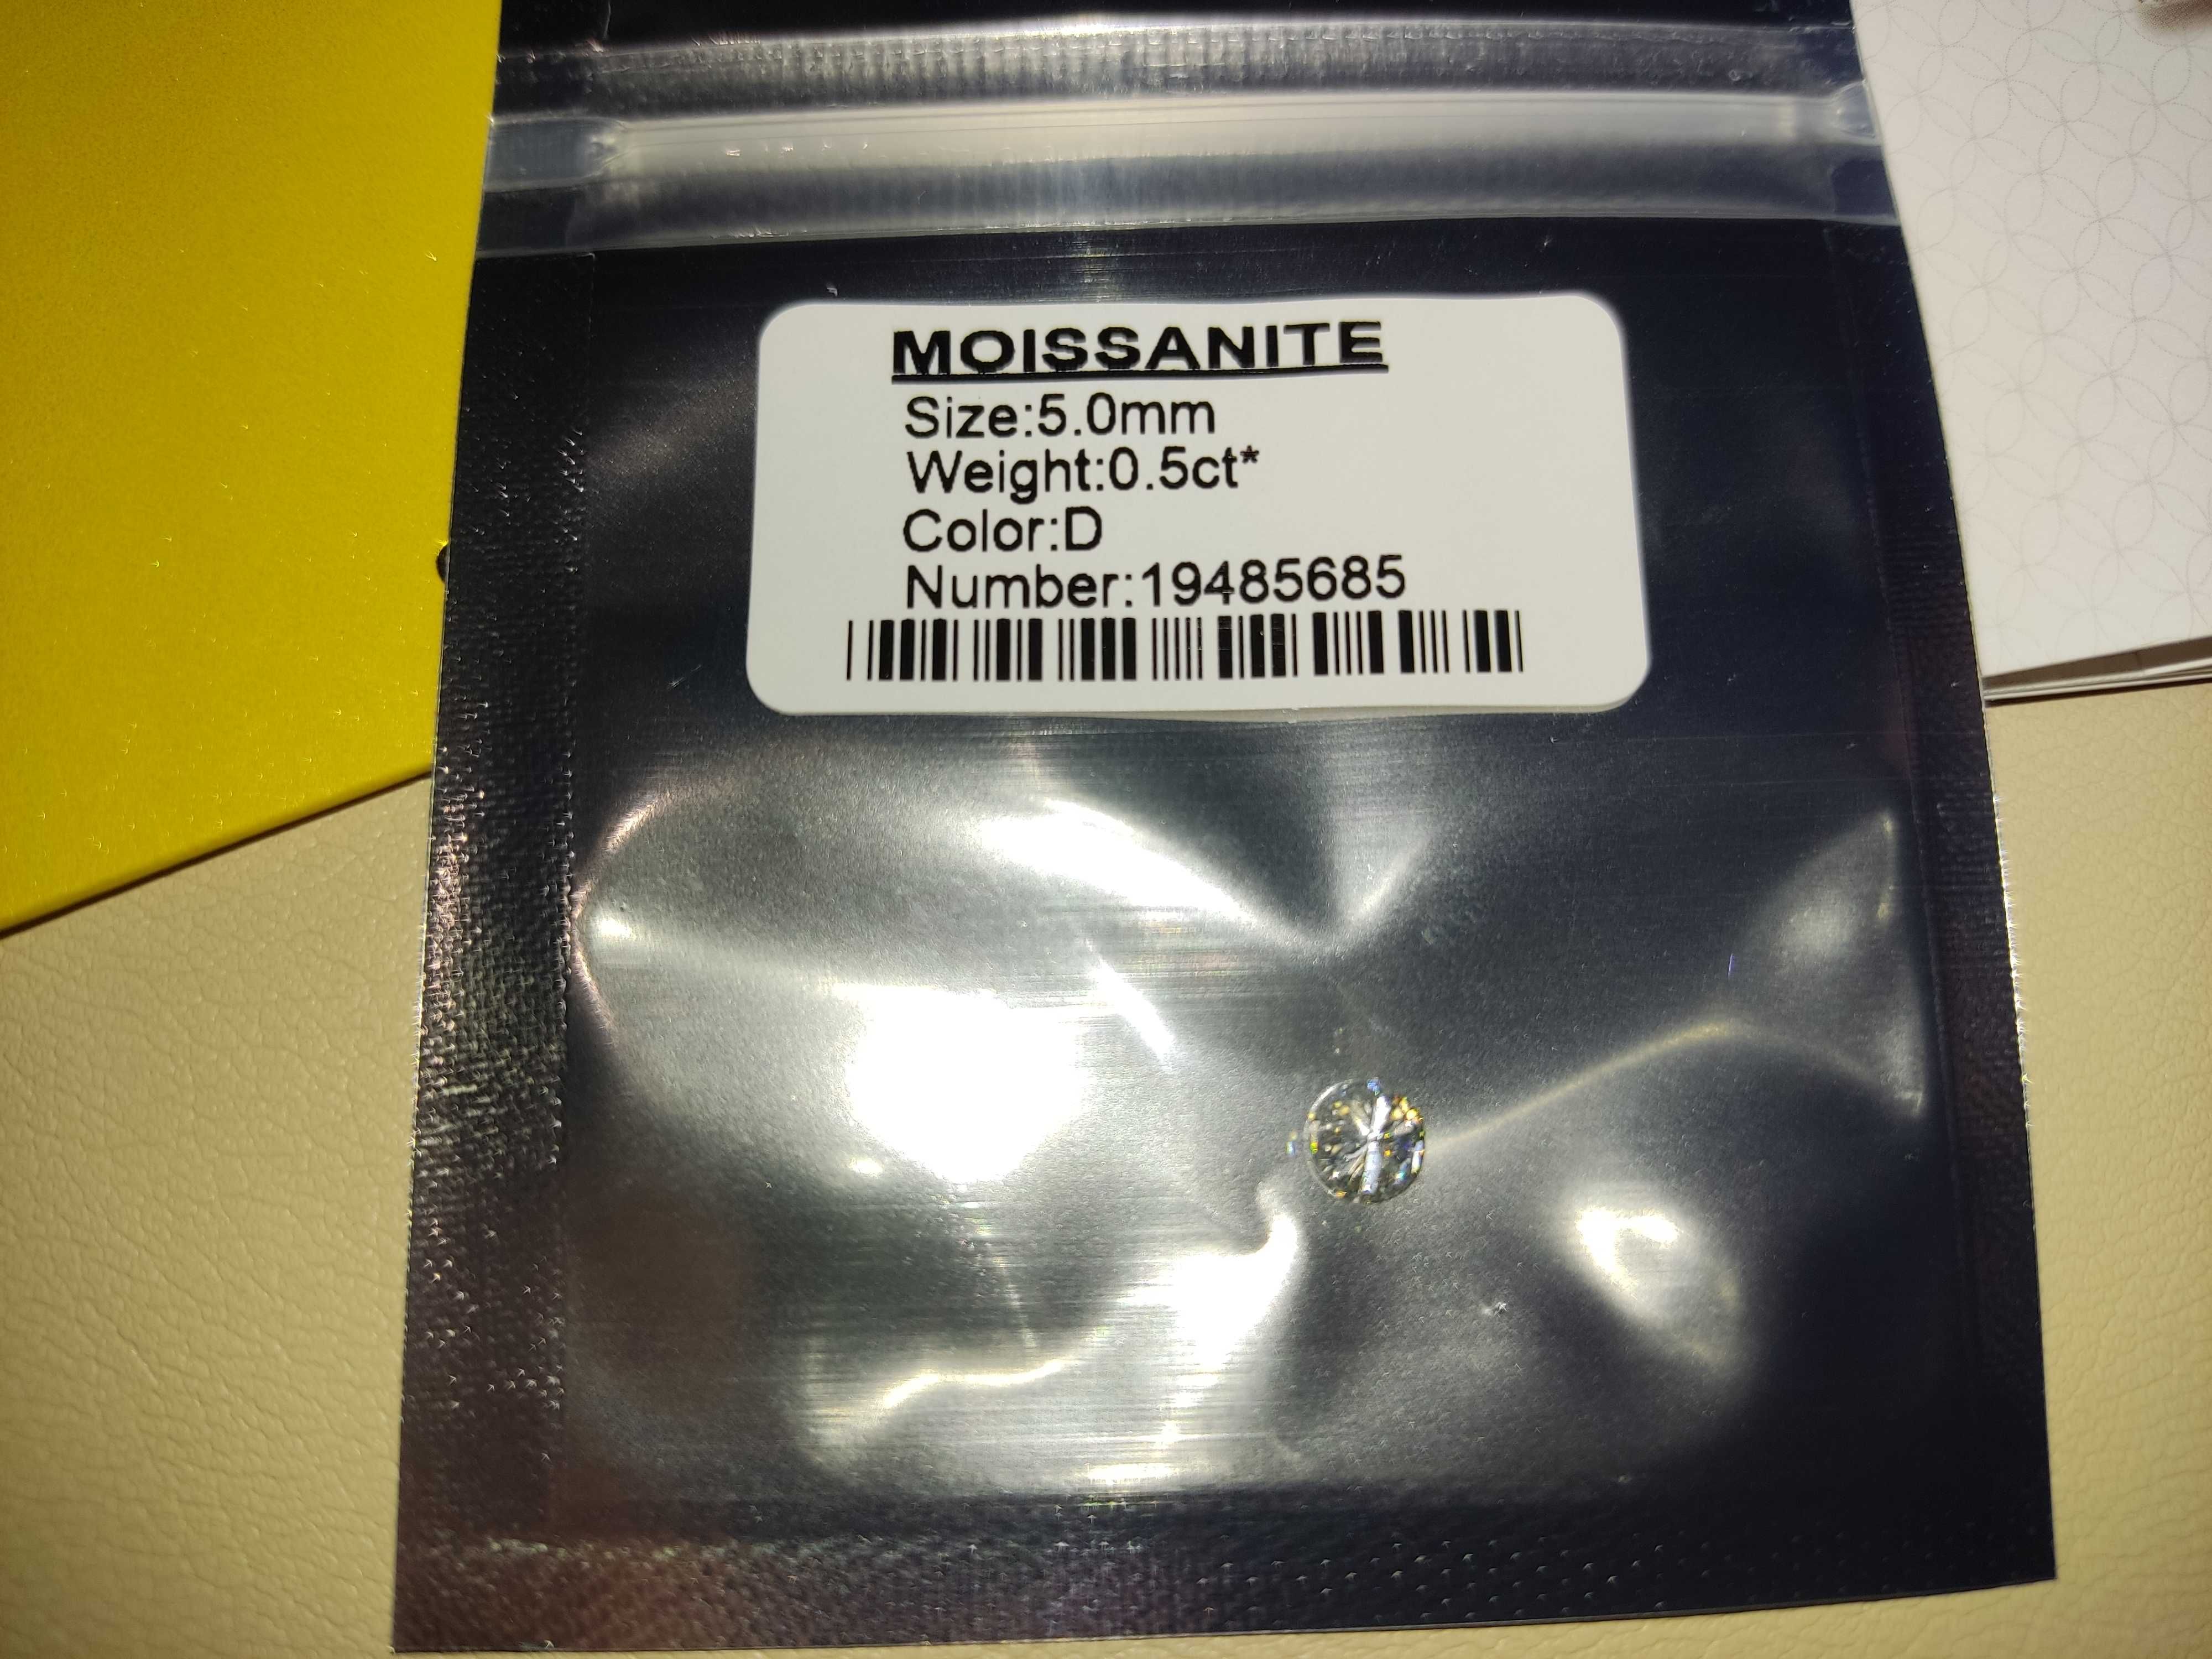 MOISSANITE
Size:5.0mm
Weight:0.5ct*
Color:D
Number:19485685